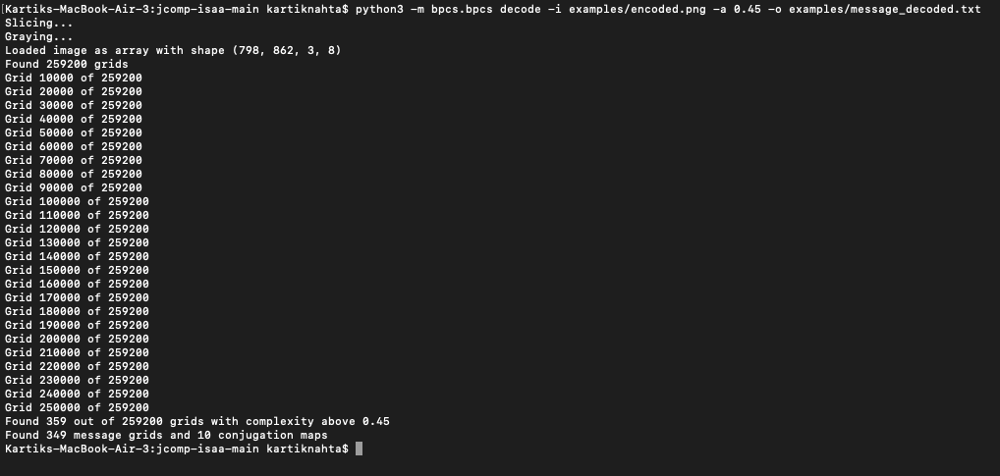 [Kartiks-MacBook-Air-3:jcomp-isaa-main kartiknahta$ python3 -m bpcs.bpcs decode -i examples/encoded.png -a 0.45 -o examples/message_decoded.txt
Slicing...
Graying...
Loaded image as array with shape (798, 862, 3, 8)
Found 259200 grids
Grid 10000 of 259200
Grid 20000 of 259200
Grid 30000 of 259200
Grid 40000 of 259200
Grid 50000 of 259200
Grid 60000 of 259200
Grid 70000 of 259200
Grid 80000 of 259200
Grid 90000 of 259200
Grid 100000 of 259200
Grid 110000 of 259200
Grid 120000 of 259200
Grid 130000 of 259200
Grid 140000 of 259200
Grid 150000 of 259200
Grid 160000 of 259200
Grid 170000 of 259200
Grid 180000 of 259200
Grid 190000 of 259200
Grid 200000 of 259200
Grid 210000 of 259200
Grid 220000 of 259200
Grid 230000 of 259200
Grid 240000 of 259200
Grid 250000 of 259200
Found 359 out of 259200 grids with complexity above 0.45
Found 349 message grids and 10 conjugation maps
Kartiks-MacBook-Air-3:jcomp-isaa-main kartiknahta$